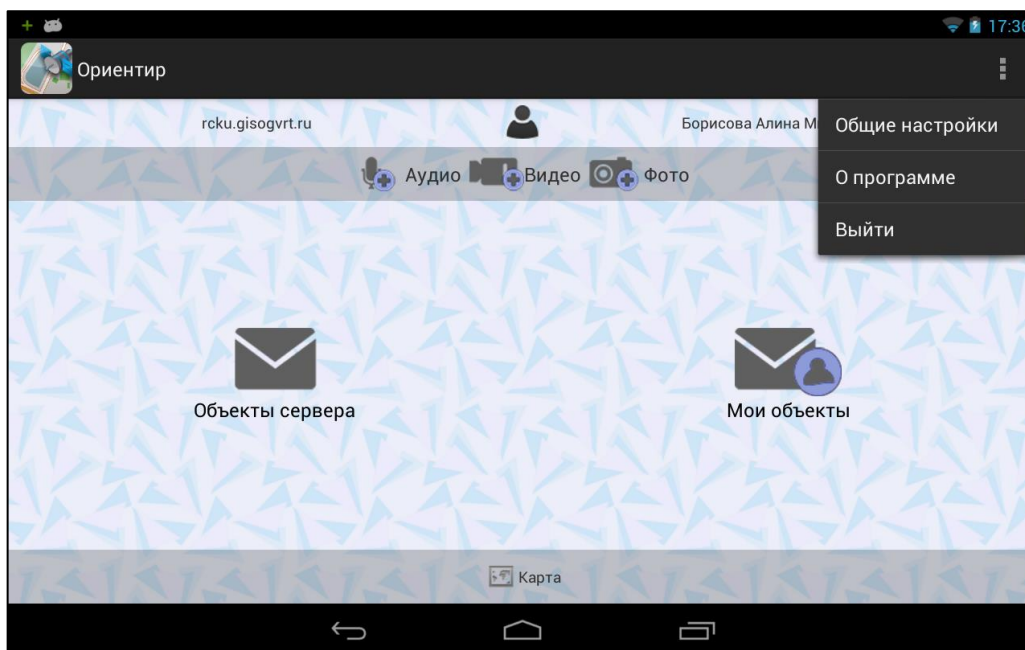 17:36
Ориентир
rcku.gisogvrt.ru
Борисова Алина М
Общие настройки
Аудио
Видео
Фото
О программе
Выйти
Объекты сервера
Мои объекты
Карта